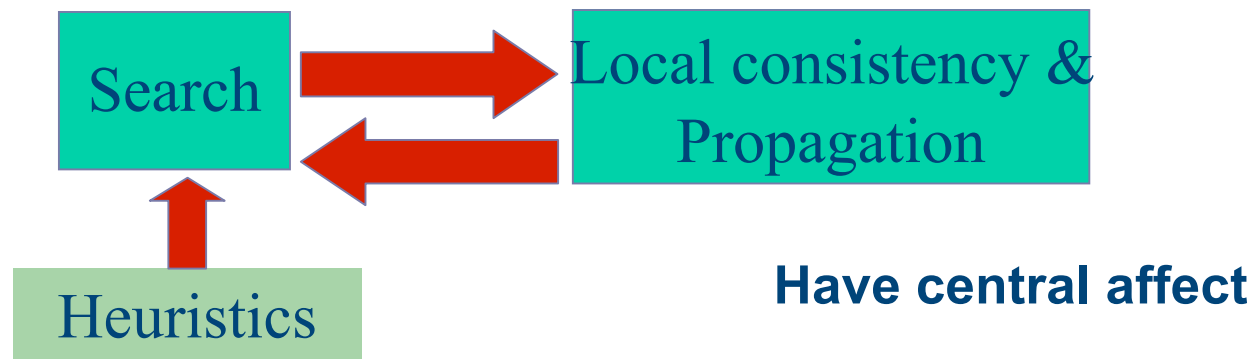 Search
Local consistency &
Propagation
Have central affect
Heuristics